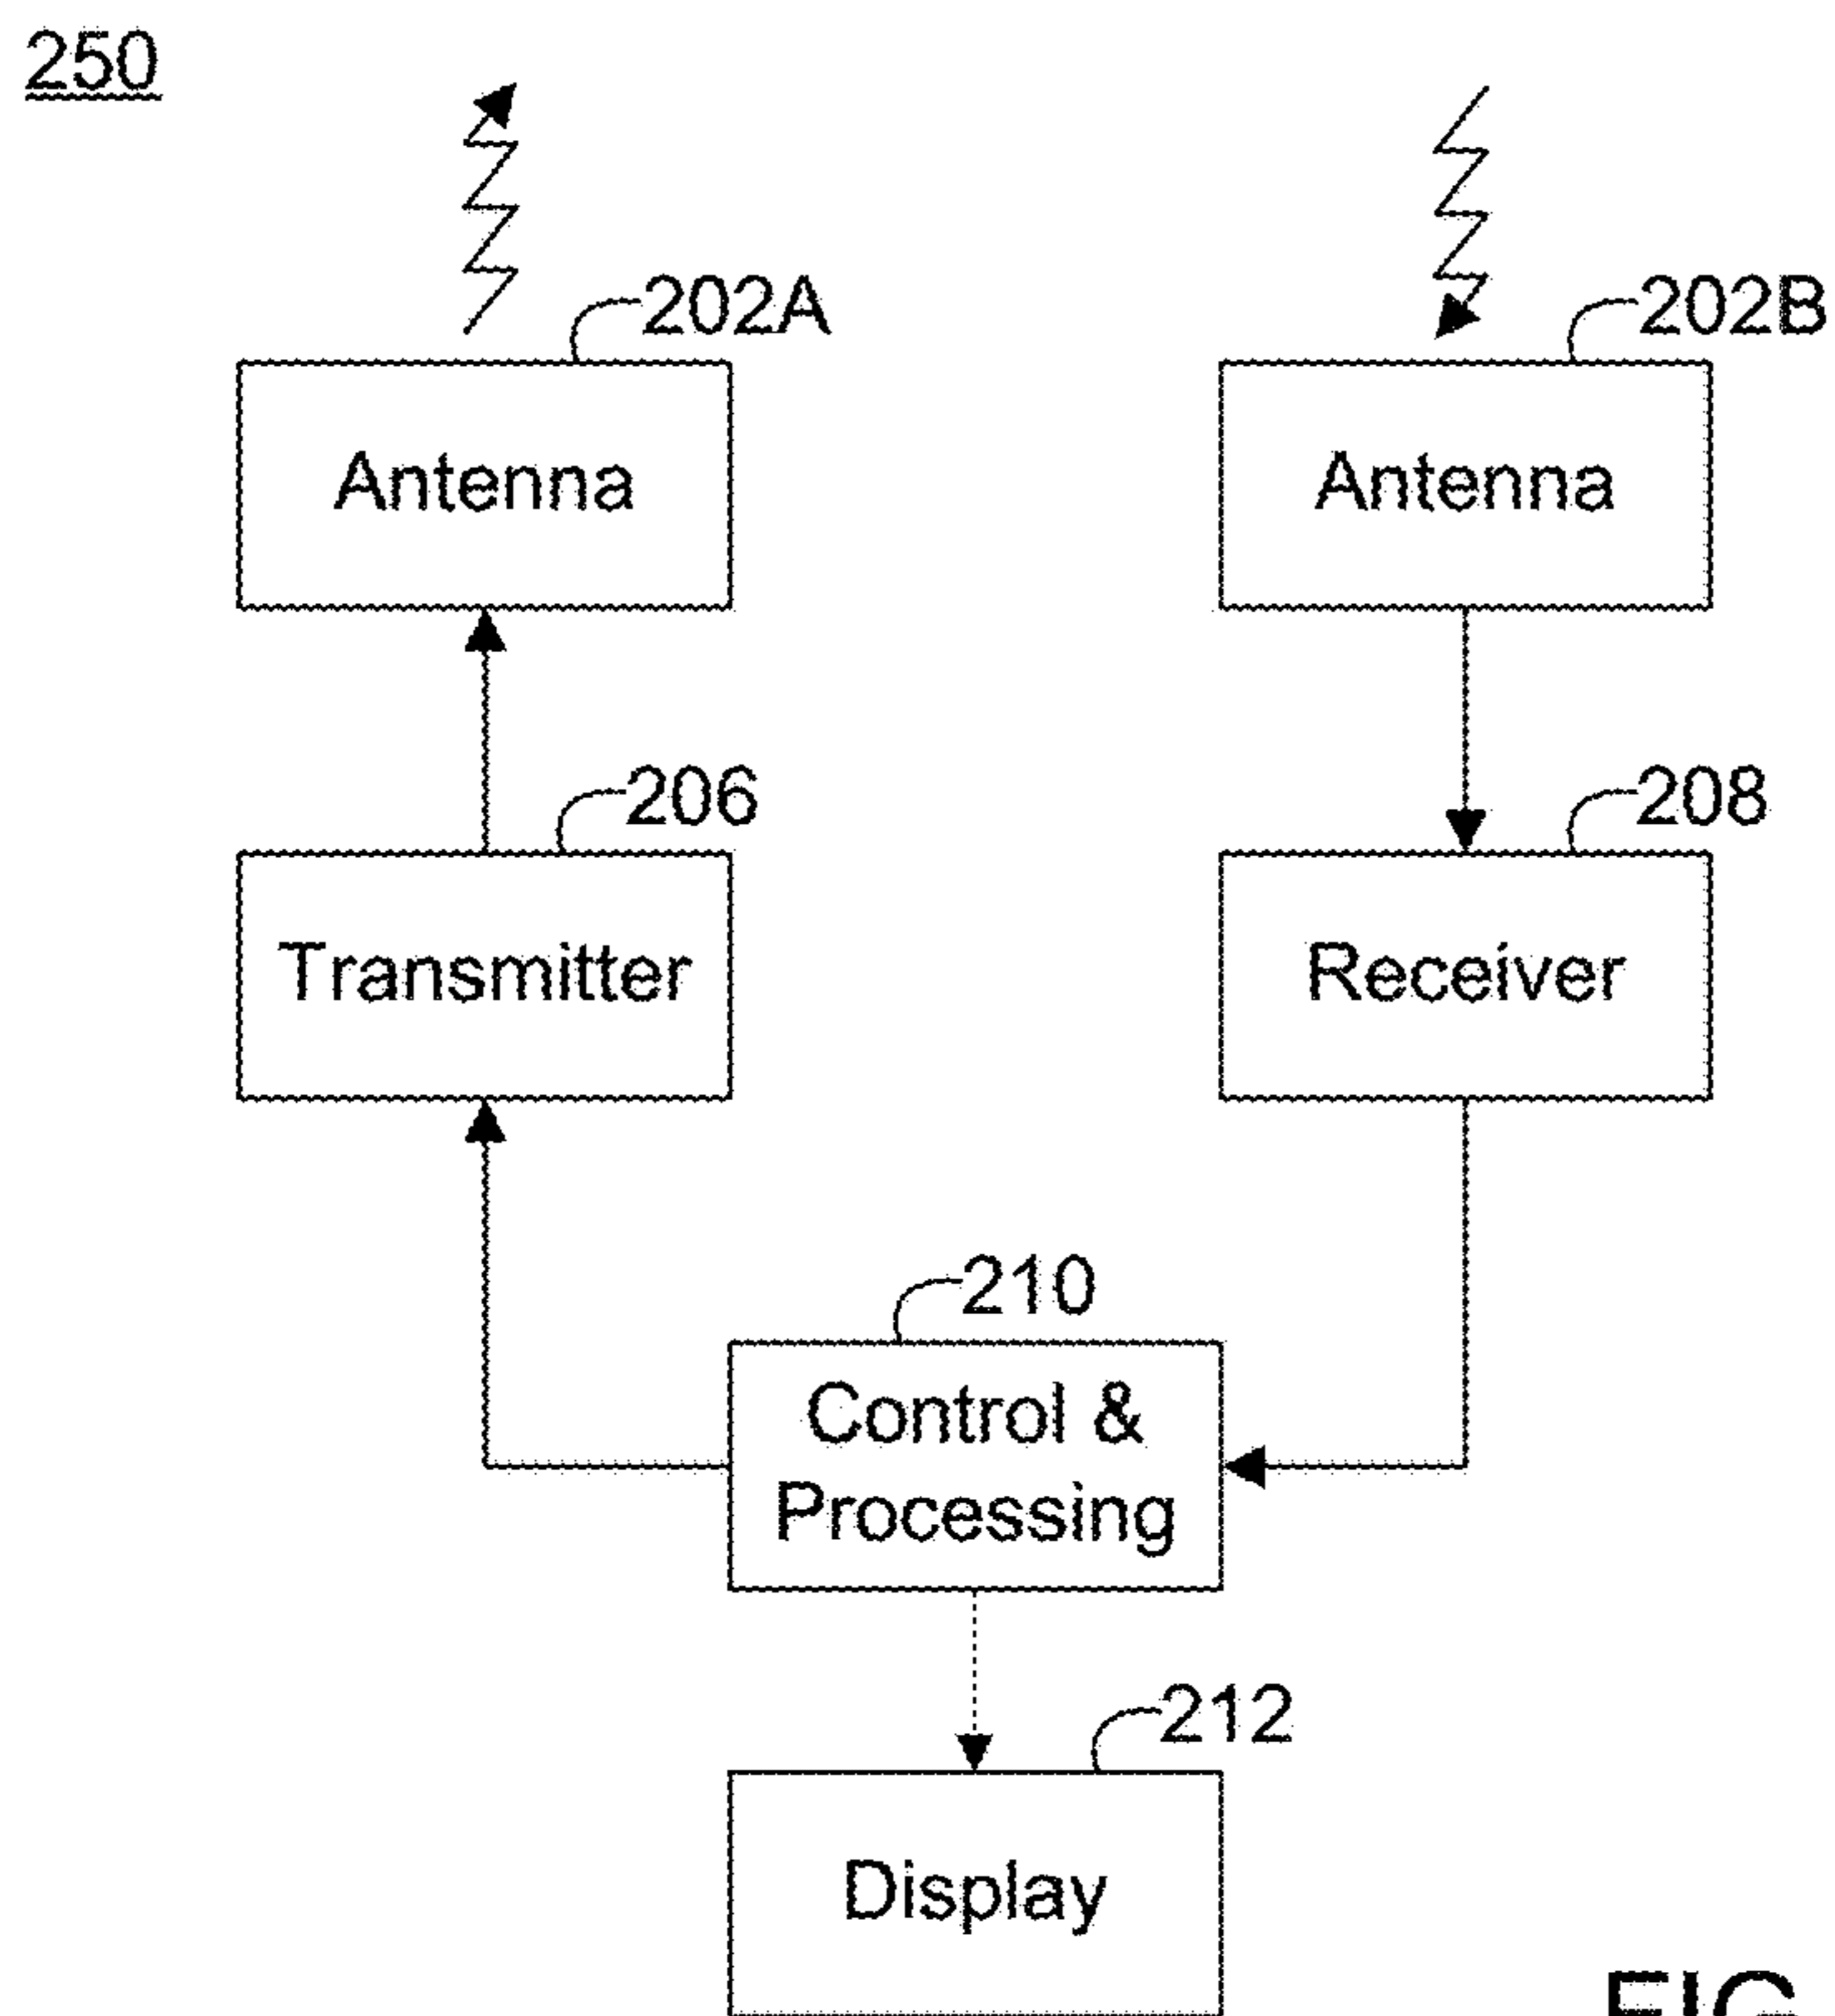 250
202A
202B
Antenna
Antenna
206
208
Transmitter
Receiver
210
Control &
Processing
212
Display